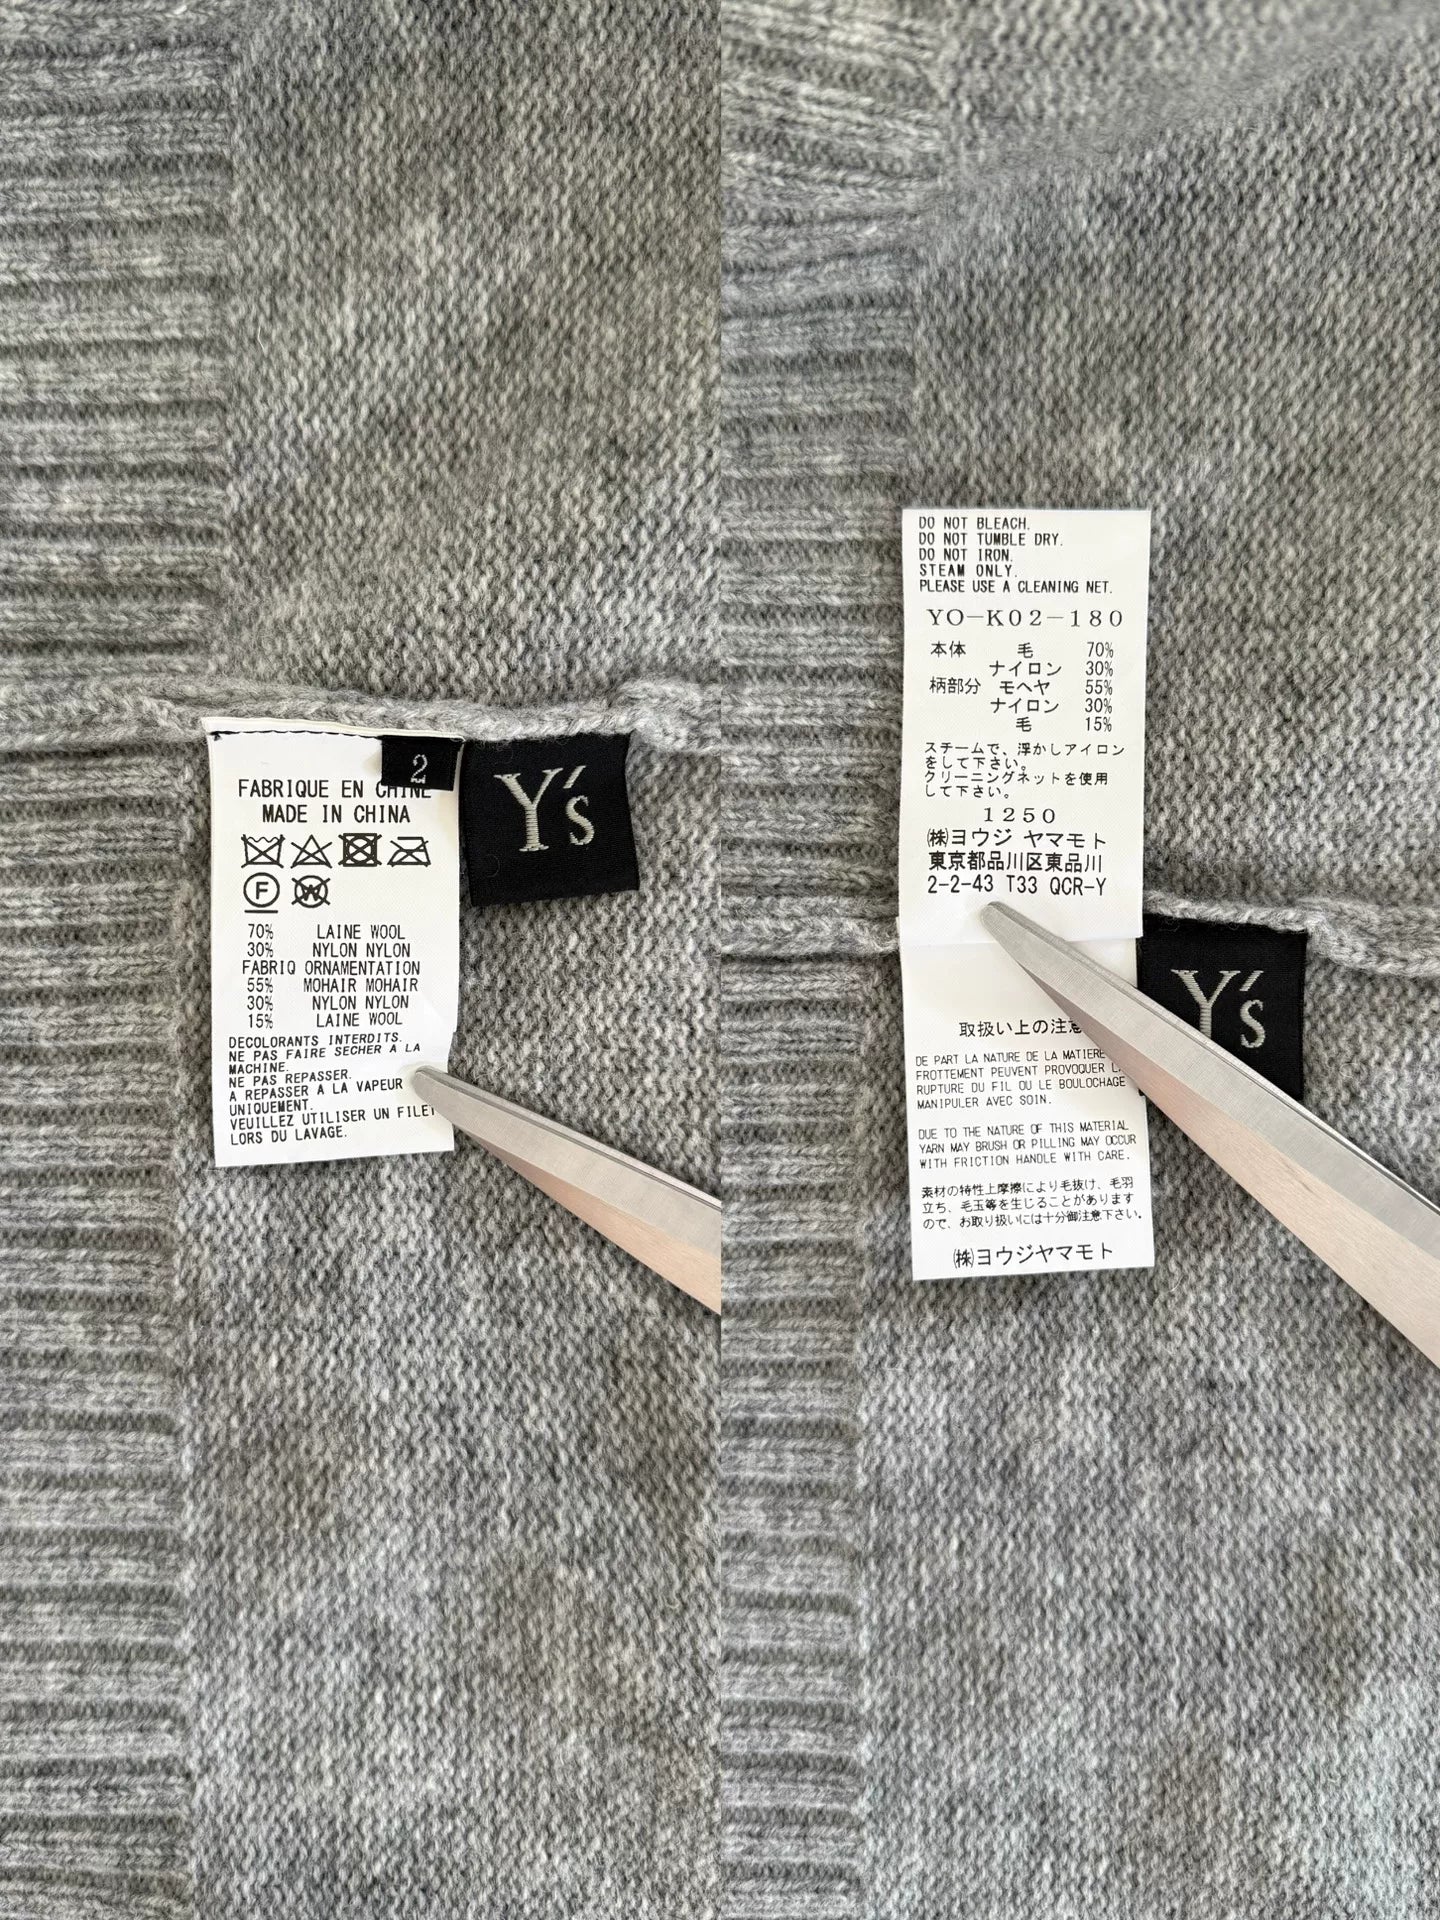 2
FABRIQUE EN CHINE
MADE IN CHINA
F
W
70% LAINE WOOL
30% NYLON NYLON
FABRIQ ORNAMENTATION
55% MOHAIR MOHAIR
30% NYLON NYLON
15% LAINE WOOL
DECOLORANTS INTERDITS.
NE PAS FAIRE SECHER A LA
MACHINE.
NE PAS REPASSER.
A REPASSER A LA VAPEUR
UNIQUEMENT.
VEUILLEZ UTILISER UN FILET
LORS DU LAVAGE.
Y's
DO NOT BLEACH.
DO NOT TUMBLE DRY.
DO NOT IRON.
STEAM ONLY.
PLEASE USE A CLEANING NET.
YO-K02-180
本体 毛 70%
ナイロン 30%
柄部分 モヘヤ 55%
ナイロン 30%
毛 15%
スチームで、浮かしアイロン
をして下さい。
クリーニングネットを使用
して下さい。
1250
㈱ヨウジ ヤマモト
東京都品川区東品川
2-2-43 T33 QCR-Y
Y's
取扱い上の注意
DE PART LA NATURE DE LA MATIERE
FROTTEMENT PEUVENT PROVOQUER L
RUPTURE DU FIL OU LE BOULOCHAGE
MANIPULER AVEC SOIN.
DUE TO THE NATURE OF THIS MATERIAL
YARN MAY BRUSH OR PILLING MAY OCCUR
WITH FRICTION HANDLE WITH CARE.
素材の特性上摩擦により毛抜け、毛羽
立ち、毛玉等を生じることがあります
ので、お取り扱いには十分御注意下さい。
㈱ヨウジヤマモト